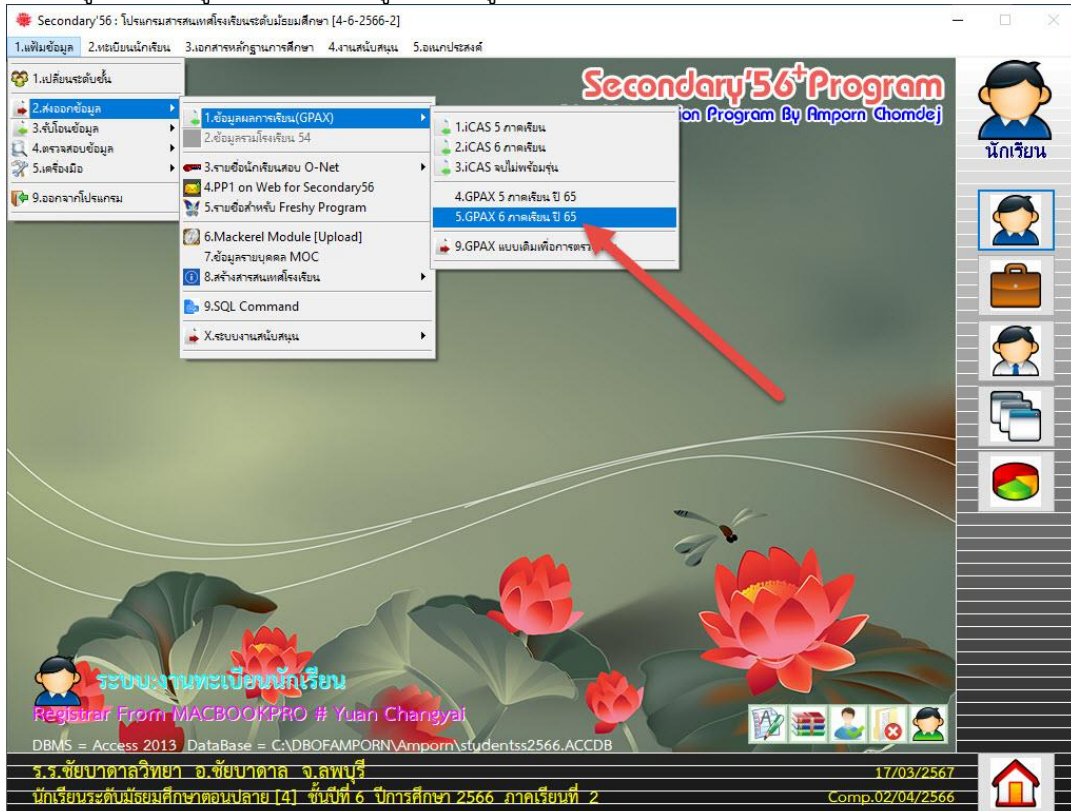 Secondary'56 : โปรแกรมสารสนเทศโรงเรียนระดับมัธยมศึกษา [4-6-2566-2]
1.แฟ้มข้อมูล 2.ทะเบียนนักเรียน 3.เอกสารหลักฐานการศึกษา 4.งานสนับสนุน 5.อเนกประสงค์
1.เปลี่ยนระดับชั้น
2.ส่งออกข้อมูล
3.รับโอนข้อมูล
4.ตรวจสอบข้อมูล
5.เครื่องมือ
9.ออกจากโปรแกรม
1.ข้อมูลผลการเรียน(GPAX)
2.ข้อมูลรวมโรงเรียน 54
3.รายชื่อนักเรียนสอบ O-Net
4.PP1 on Web for Secondary56
5.รายชื่อสำหรับ Freshy Program
6.Mackerel Module [Upload]
7.ข้อมูลรายบุคคล MOC
8.สร้างสารสนเทศโรงเรียน
9.SQL Command
X.ระบบงานสนับสนุน
1.iCAS 5 ภาคเรียน
2.iCAS 6 ภาคเรียน
3.iCAS จบไม่พร้อมรุ่น
4.GPAX 5 ภาคเรียน ปี 65
5.GPAX 6 ภาคเรียน ปี 65
9.GPAX แบบเดิมเพื่อการ
Secondary'56+Program
ion Program By Amporn Chomdej
นักเรียน
ระบบ:งานทะเบียนนักเรียน
Registrar From MACBOOKPRO # Yuan Changyai
DBMS = Access 2013 DataBase = C:\DBOFAMPORN\Amporn\studentss2566.ACCDB
ร.ร.ชัยบาดาลวิทยา อ.ชัยบาดาล จ.ลพบุรี 17/03/2567
นักเรียนระดับมัธยมศึกษาตอนปลาย [4] ชั้นปีที่ 6 ปีการศึกษา 2566 ภาคเรียนที่ 2 Comp.02/04/2566